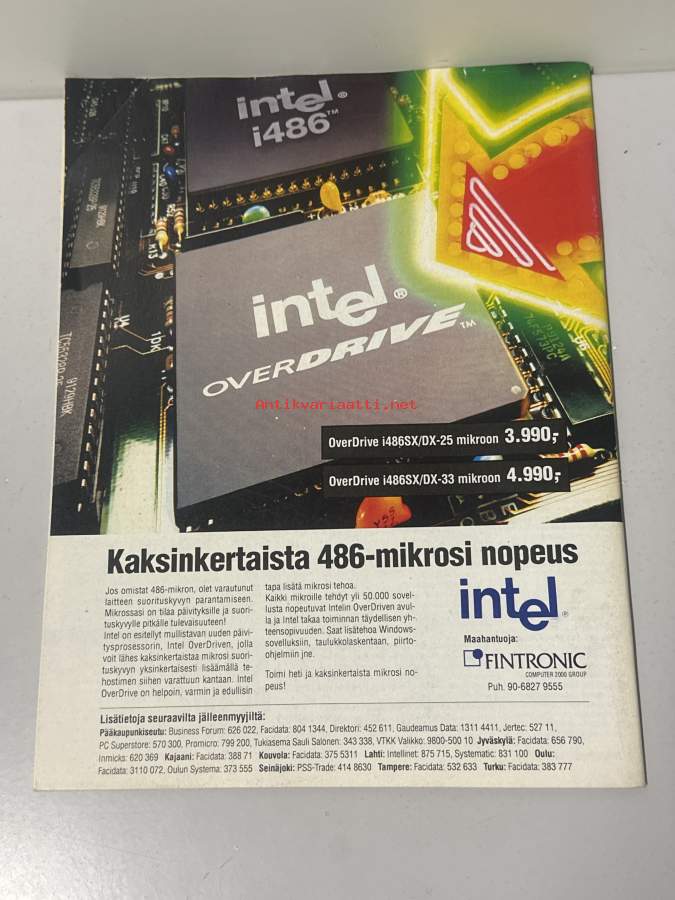 intel®
i486™
intel®
OVERDRIVE™
Antikvariaatti.net
OverDrive i486SX/DX-25 mikroon 3.990,-
OverDrive i486SX/DX-33 mikroon 4.990,-
Kaksinkertaista 486-mikrosi nopeus
Jos omistat 486-mikron, olet varautunut
laitteen suorituskyvyn parantamiseen.
Mikrossasi on tilaa päivityksille ja suori-
tuskyvylle pitkälle tulevaisuuteen!
Intel on esitellyt mullistavan uuden päivi-
tysprosessorin, Intel OverDriven, jolla
voit lähes kaksinkertaistaa mikrosi suori-
tuskyvyn yksinkertaisesti lisäämällä te-
hostimen siihen varattuun kantaan. Intel
OverDrive on helpoin, varmin ja edullisin
tapa lisätä mikrosi tehoa.
Kaikki mikroille tehdyt yli 50.000 sovel-
lusta nopeutuvat Intelin OverDriven avul-
la ja Intel takaa toiminnan täydellisen yh-
teensopivuuden. Saat lisätehoa Windows-
sovelluksiin, taulukkolaskentaan, piirto-
ohjelmiin jne.
Toimi heti ja kaksinkertaista mikrosi no-
peus!
intel®
Maahantuoja:
FINTRONIC
COMPUTER 2000 GROUP
Puh. 90-6827 9555
Lisätietoja seuraavilta jälleenmyyjiltä:
Pääkaupunkiseutu: Business Forum: 626 022, Facidata: 804 1344, Direktori: 452 611, Gaudeamus Data: 1311 4411, Jertec: 527 11,
PC Superstore: 570 300, Promicro: 799 200, Tukiasema Sauli Salonen: 343 338, VTKK Valikko: 9800-500 10 Jyväskylä: Facidata: 656 790,
Inmicks: 620 369 Kajaani: Facidata: 388 71 Kouvola: Facidata: 375 5311 Lahti: Intellinet: 875 715, Systematic: 831 100 Oulu:
Facidata: 3110 072, Oulun Systema: 373 555 Seinäjoki: PSS-Trade: 414 8630 Tampere: Facidata: 532 633 Turku: Facidata: 383 777